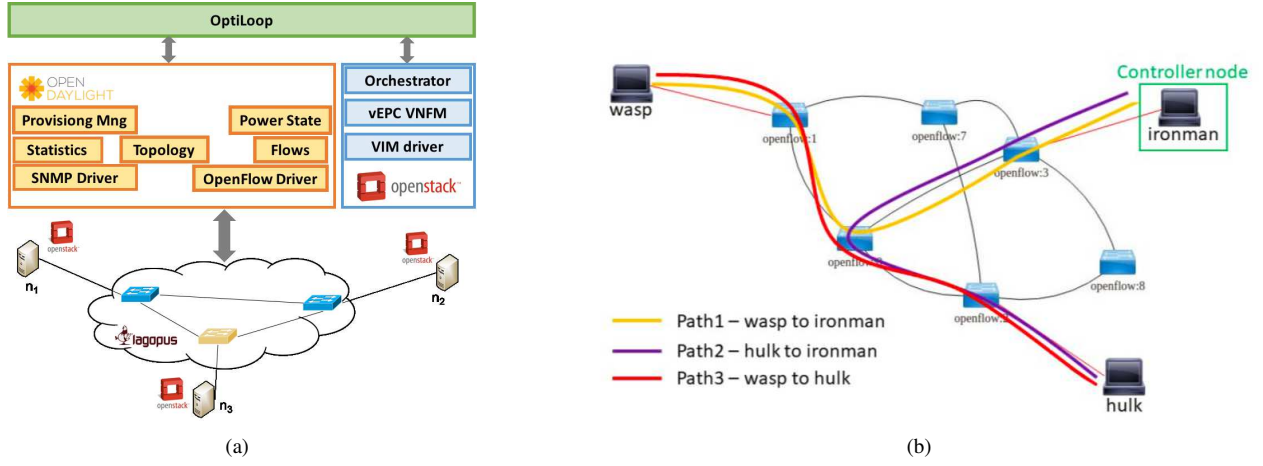 OptiLoop
OPEN
DAYLIGHT
Provisiong Mng
Power State
Statistics
Topology
Flows
SNMP Driver
OpenFlow Driver
Orchestrator
vEPC VNFM
VIM driver
openstack
openstack
openstack
n1
n2
lagopus
openstack
n3
(a)
wasp
Controller node
ironman
openflow:1
openflow:7
openflow:3
openflow:8
Path1 – wasp to ironman
Path2 – hulk to ironman
Path3 – wasp to hulk
hulk
(b)